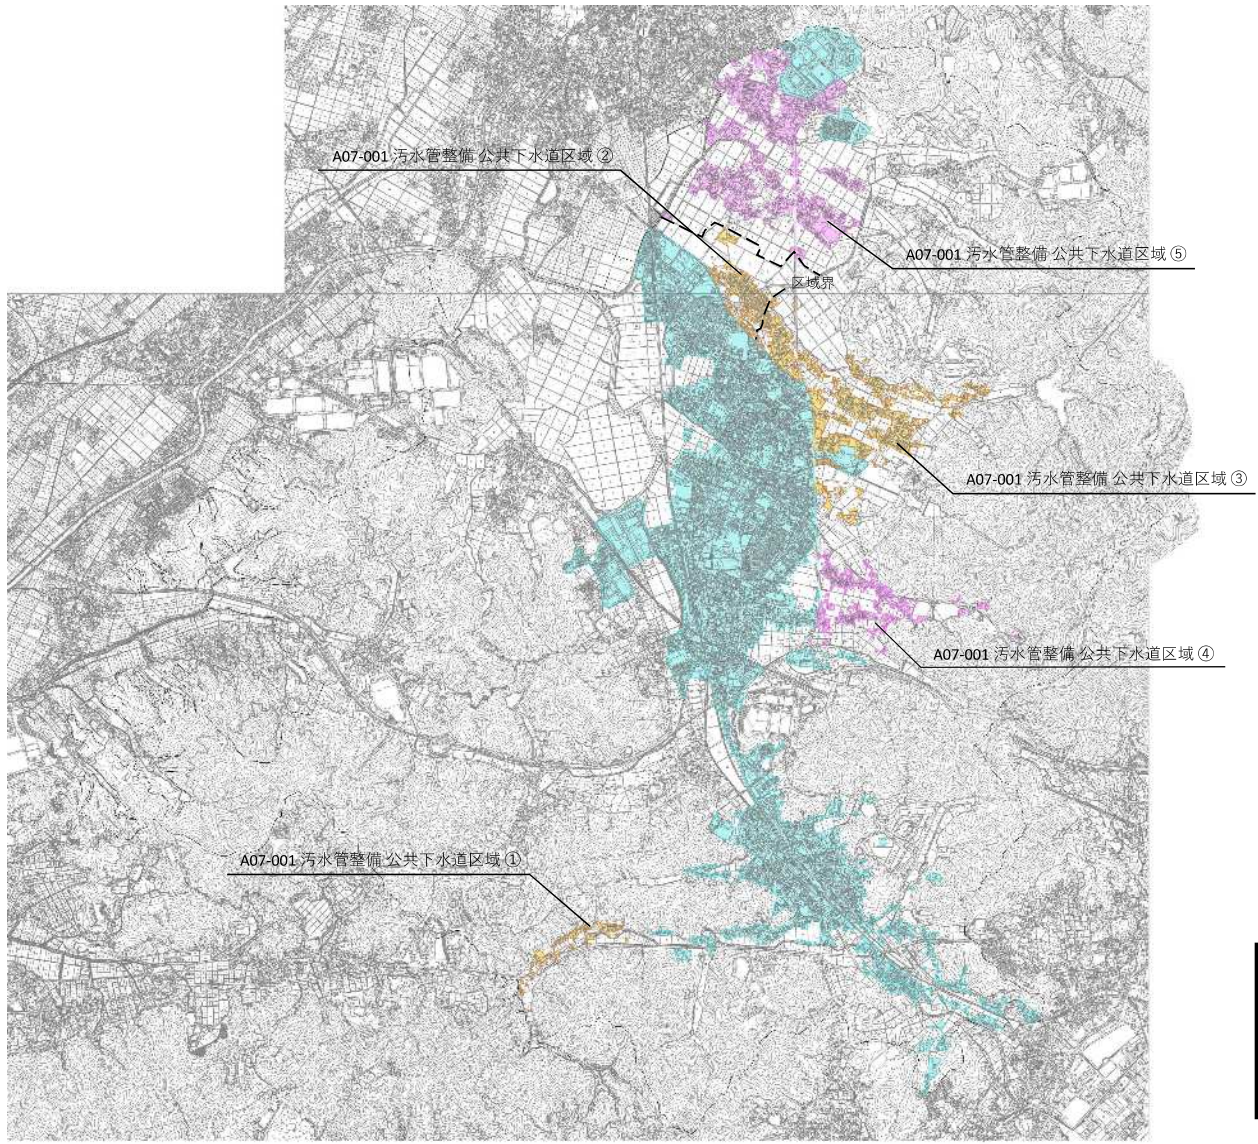 A07-001 汚水管整備 公共下水道区域 ②
A07-001 汚水管整備 公共下水道区域 ⑤
区域界
A07-001 汚水管整備 公共下水道区域 ③
A07-001 汚水管整備 公共下水道区域 ④
A07-001 汚水管整備 公共下水道区域 ①